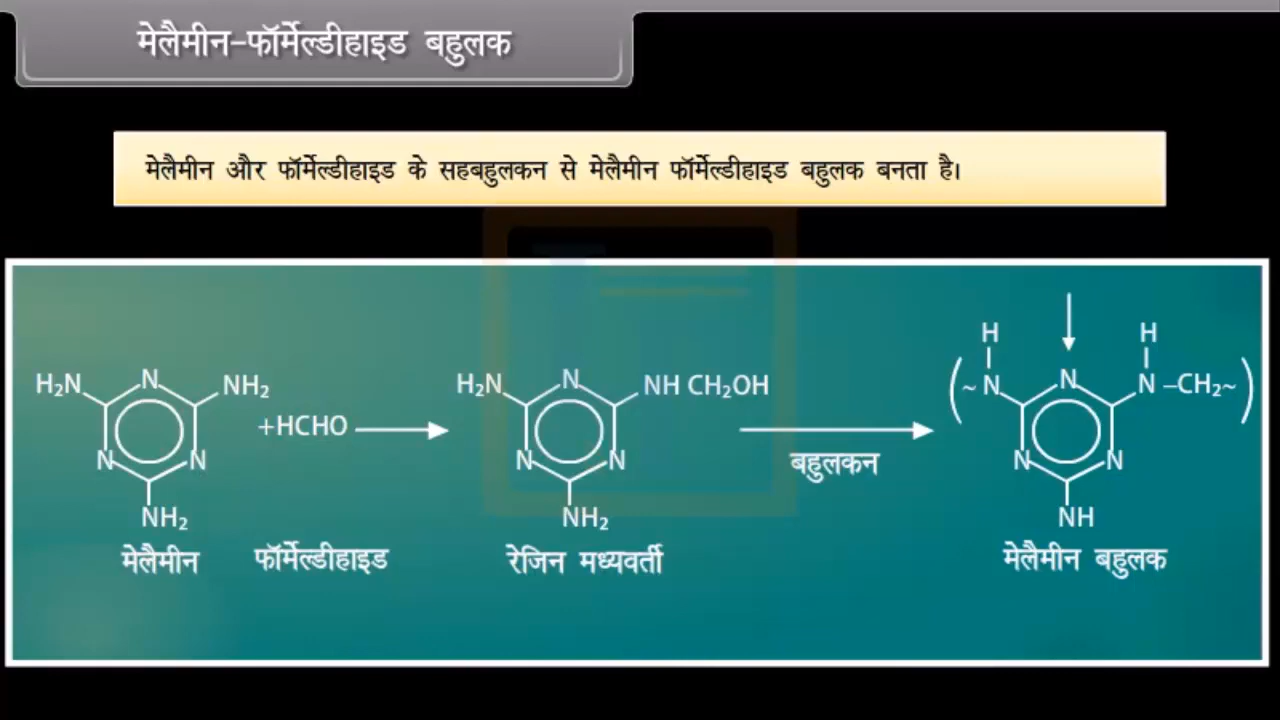 मेलैमीन-फॉर्मेल्डीहाइड बहुलक
मेलैमीन और फॉर्मेल्डीहाइड के सहबहुलकन से मेलैमीन फॉर्मेल्डीहाइड बहुलक बनता है।
H₂N N NH₂
+HCHO
N N
NH₂
मेलैमीन फॉर्मेल्डीहाइड
H₂N N NH CH₂OH
N N
NH₂
रेजिन मध्यवर्ती
बहुलकन
H H
( ~ N N N –CH₂~ )
N N
NH
मेलैमीन बहुलक